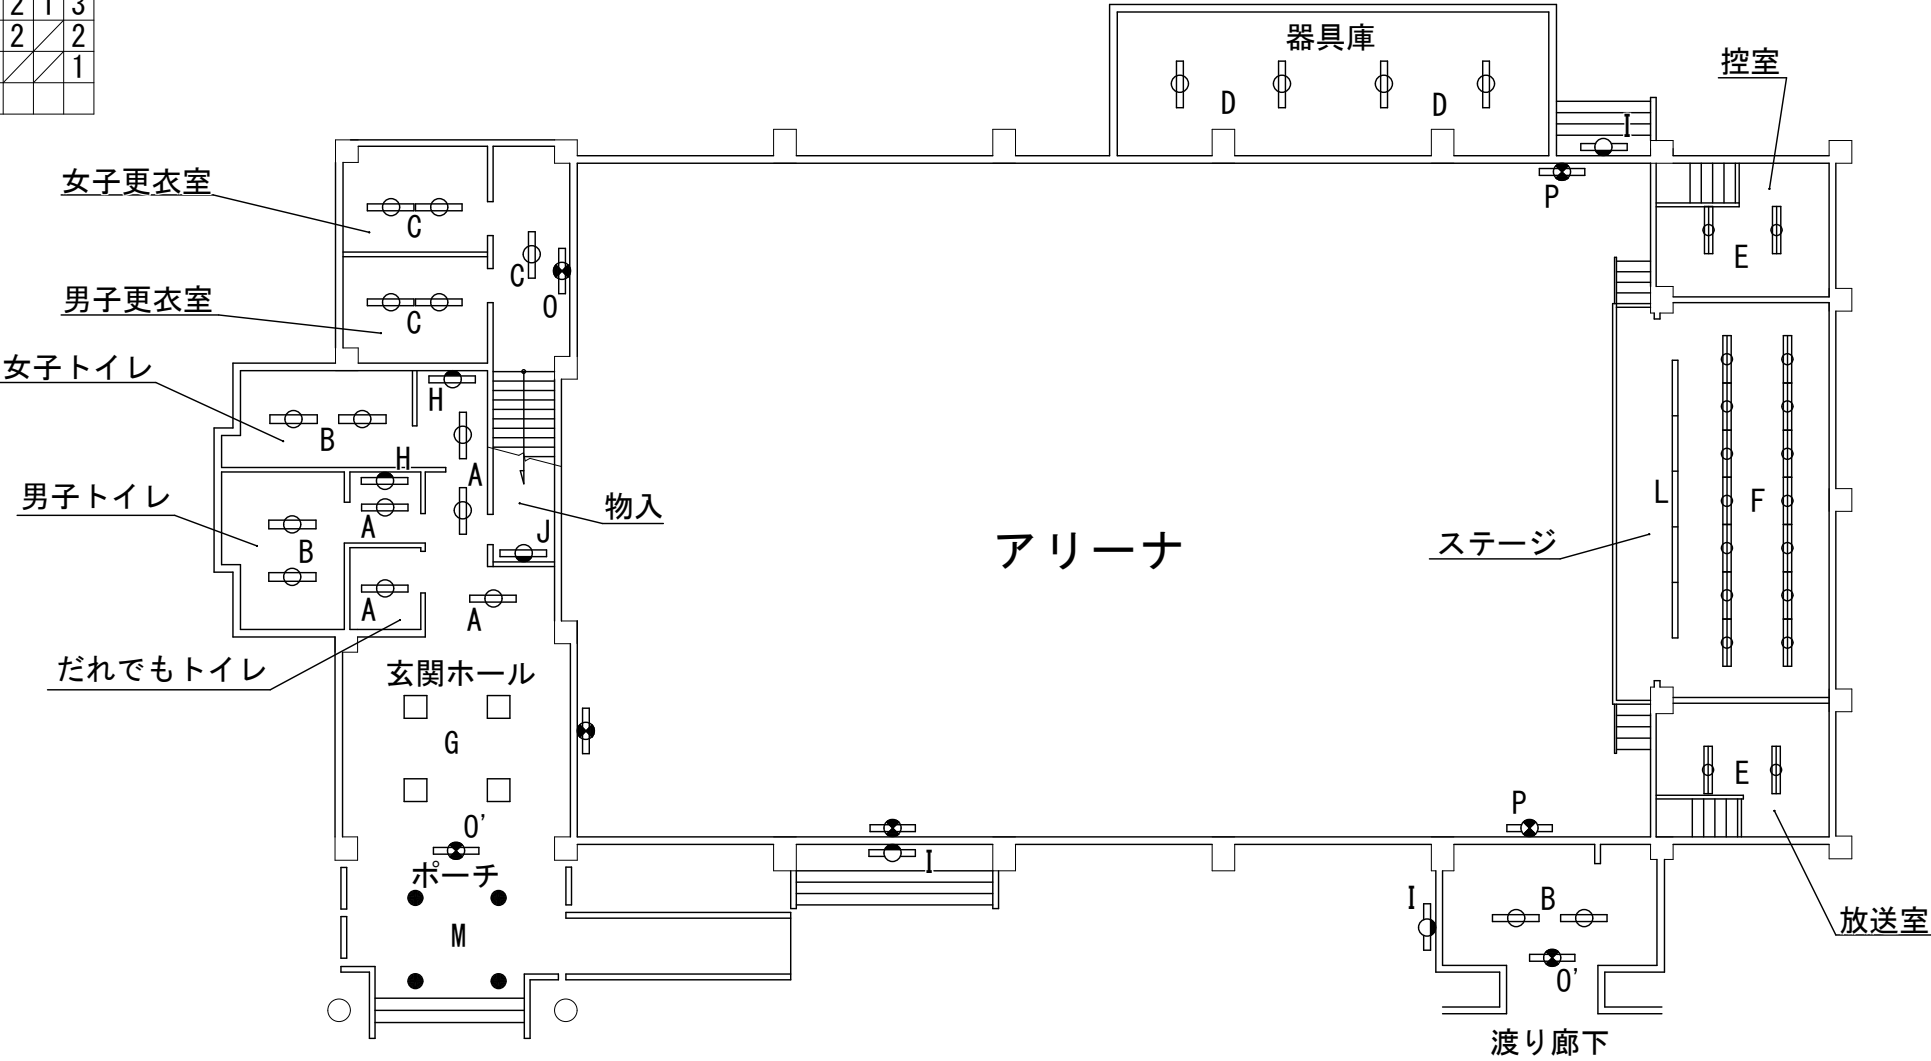 2 1 3
2 2
1
器具庫
控室
D
D
I
P
女子更衣室
C
C
O
E
男子更衣室
C
女子トイレ
H
B
H
A
L
F
男子トイレ
物入
A
B
J
アリーナ
ステージ
A
A
だれでもトイレ
玄関ホール
G
E
P
O'
ポーチ
I
I
B
M
放送室
O'
渡り廊下